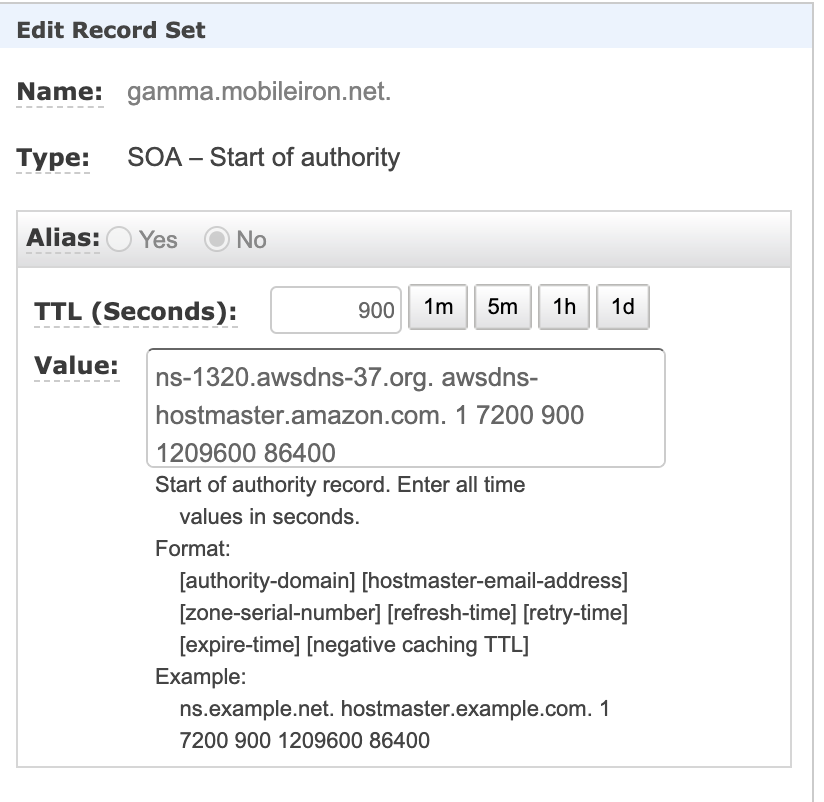 Edit Record Set
Name: gamma.mobileiron.net.
Type: SOA – Start of authority
Alias: Yes No
TTL (Seconds): 900 1m 5m 1h 1d
Value: ns-1320.awsdns-37.org. awsdns-
hostmaster.amazon.com. 1 7200 900
1209600 86400
Start of authority record. Enter all time
values in seconds.
Format:
[authority-domain] [hostmaster-email-address]
[zone-serial-number] [refresh-time] [retry-time]
[expire-time] [negative caching TTL]
Example:
ns.example.net. hostmaster.example.com. 1
7200 900 1209600 86400